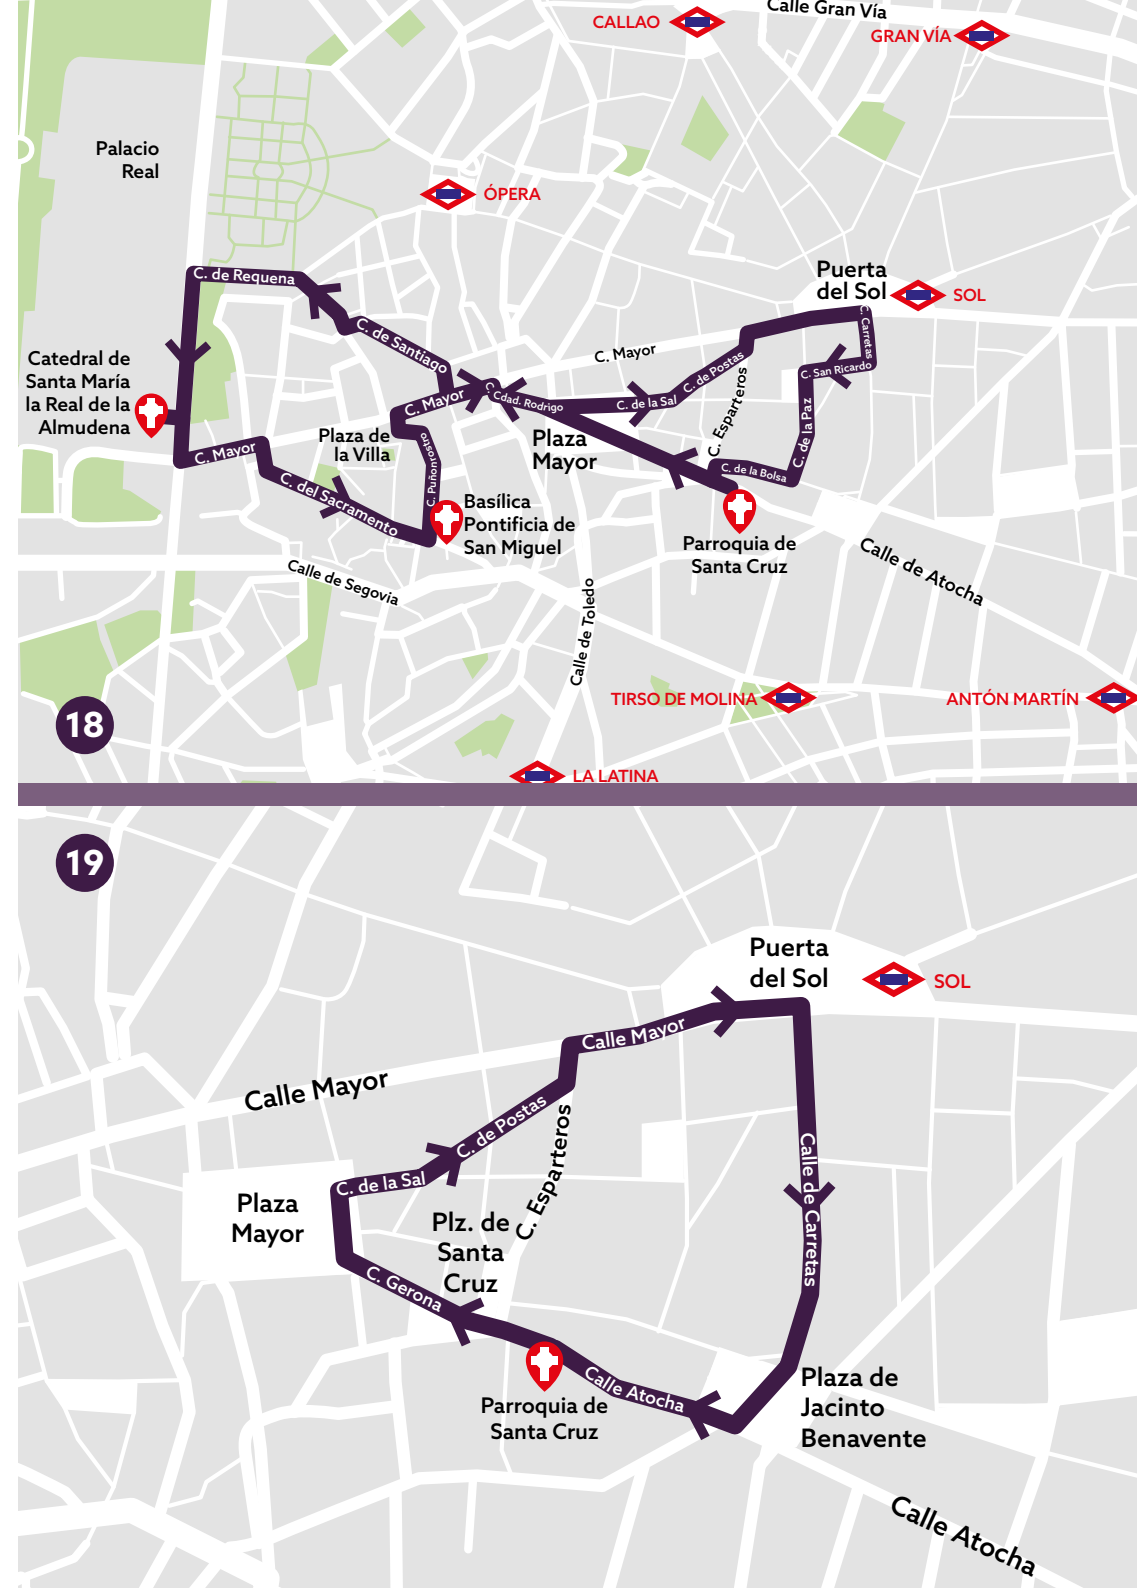 CALLAO
Calle Gran Vía
GRAN VÍA
Palacio
Real
ÓPERA
C. de Requena
Puerta
del Sol
SOL
C. Carretas
C. de Santiago
C. Mayor
C. de Postas
C. San Ricardo
Catedral de
Santa María
la Real de la
Almudena
C. Mayor
C. Cdad. Rodrigo
C. de la Sal
C. Esparteros
C. de la Paz
Plaza de
la Villa
Plaza
Mayor
C. Mayor
C. Puñonrostro
C. de la Bolsa
C. del Sacramento
Basílica
Pontificia de
San Miguel
Parroquia de
Santa Cruz
Calle de Atocha
Calle de Segovia
Calle de Toledo
TIRSO DE MOLINA
ANTÓN MARTÍN
18
LA LATINA
19
Puerta
del Sol
SOL
Calle Mayor
Calle Mayor
C. de Postas
C. Esparteros
Calle de Carretas
C. de la Sal
Plaza
Mayor
Plz. de
Santa
Cruz
C. Gerona
Calle Atocha
Parroquia de
Santa Cruz
Plaza de
Jacinto
Benavente
Calle Atocha